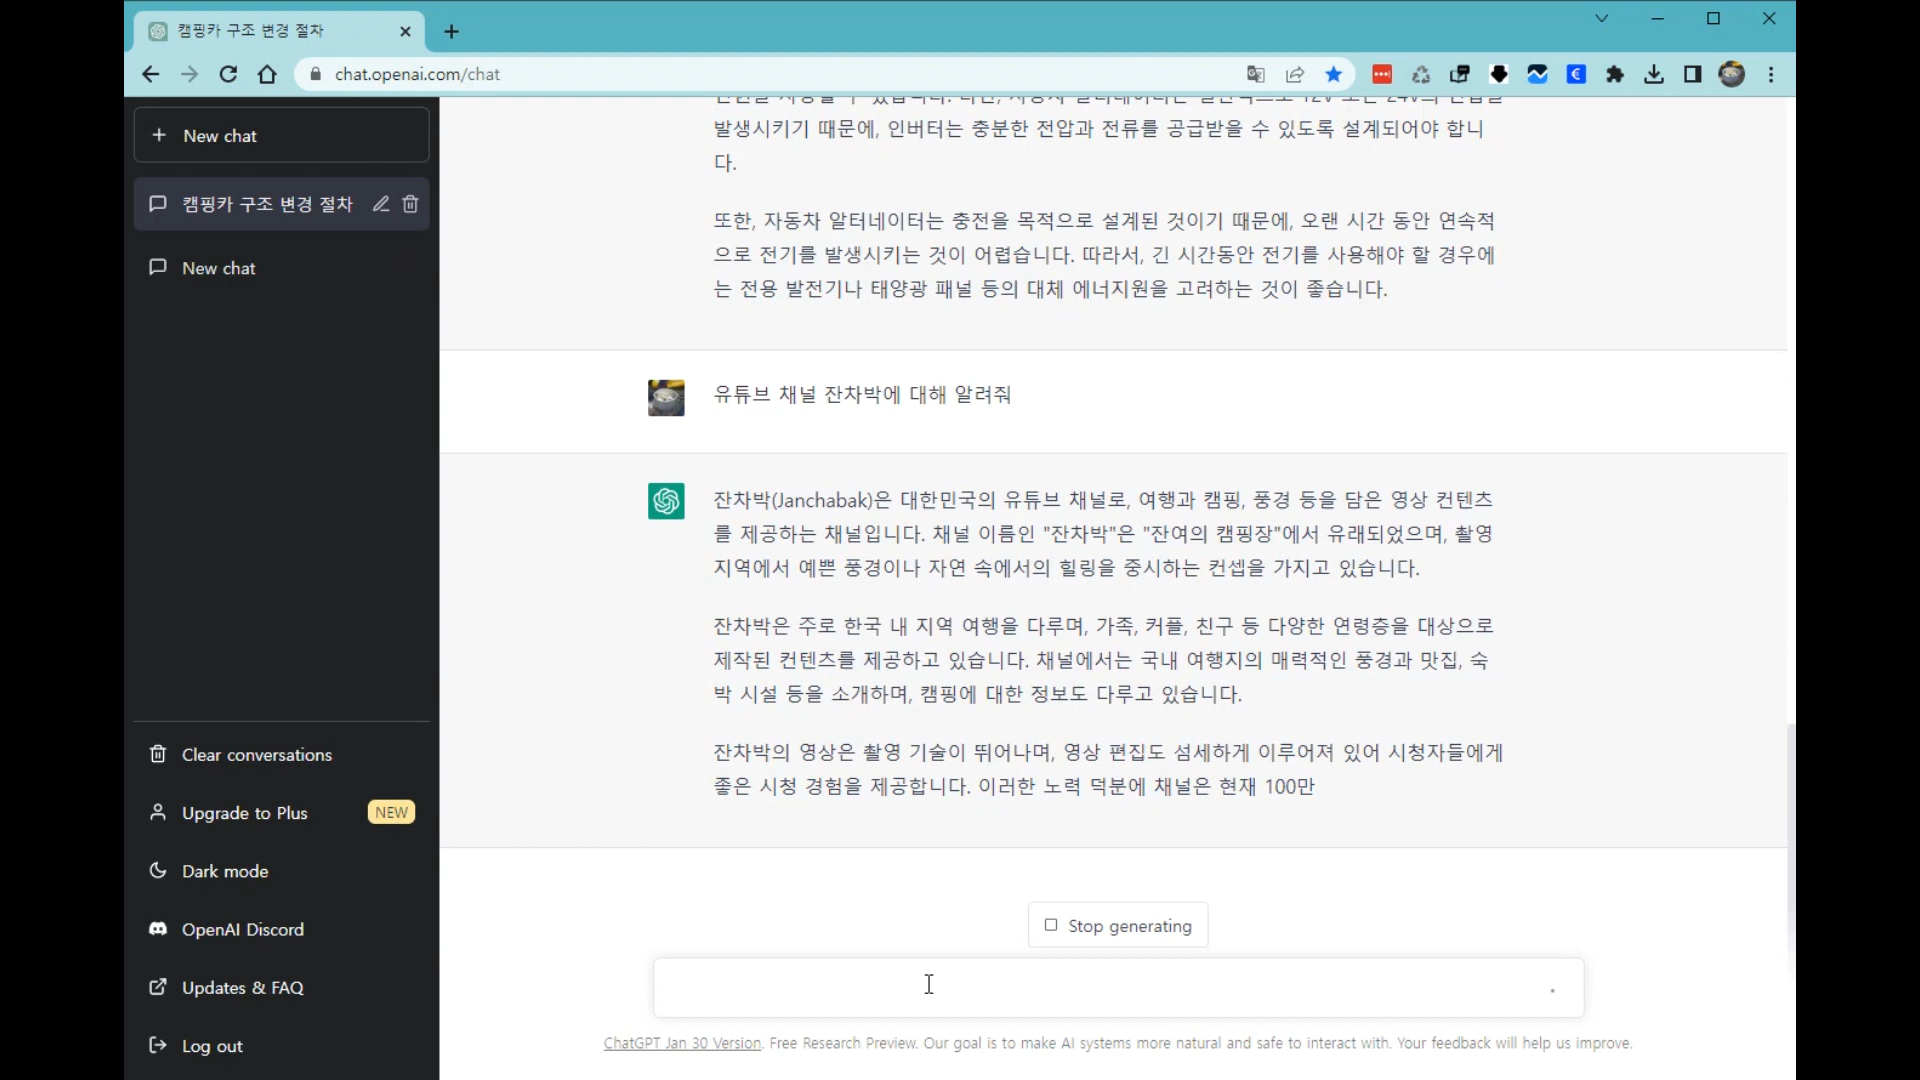 캠핑카 구조 변경 절차
chat.openai.com/chat
New chat
캠핑카 구조 변경 절차
New chat
Clear conversations
Upgrade to Plus NEW
Dark mode
OpenAI Discord
Updates & FAQ
Log out
발생시키기 때문에, 인버터는 충분한 전압과 전류를 공급받을 수 있도록 설계되어야 합니
다.
또한, 자동차 알터네이터는 충전을 목적으로 설계된 것이기 때문에, 오랜 시간 동안 연속적
으로 전기를 발생시키는 것이 어렵습니다. 따라서, 긴 시간동안 전기를 사용해야 할 경우에
는 전용 발전기나 태양광 패널 등의 대체 에너지원을 고려하는 것이 좋습니다.
유튜브 채널 잔차박에 대해 알려줘
잔차박(Janchabak)은 대한민국의 유튜브 채널로, 여행과 캠핑, 풍경 등을 담은 영상 컨텐츠
를 제공하는 채널입니다. 채널 이름인 "잔차박"은 "잔여의 캠핑장"에서 유래되었으며, 촬영
지역에서 예쁜 풍경이나 자연 속에서의 힐링을 중시하는 컨셉을 가지고 있습니다.
잔차박은 주로 한국 내 지역 여행을 다루며, 가족, 커플, 친구 등 다양한 연령층을 대상으로
제작된 컨텐츠를 제공하고 있습니다. 채널에서는 국내 여행지의 매력적인 풍경과 맛집, 숙
박 시설 등을 소개하며, 캠핑에 대한 정보도 다루고 있습니다.
잔차박의 영상은 촬영 기술이 뛰어나며, 영상 편집도 섬세하게 이루어져 있어 시청자들에게
좋은 시청 경험을 제공합니다. 이러한 노력 덕분에 채널은 현재 100만
Stop generating
ChatGPT Jan 30 Version. Free Research Preview. Our goal is to make AI systems more natural and safe to interact with. Your feedback will help us improve.